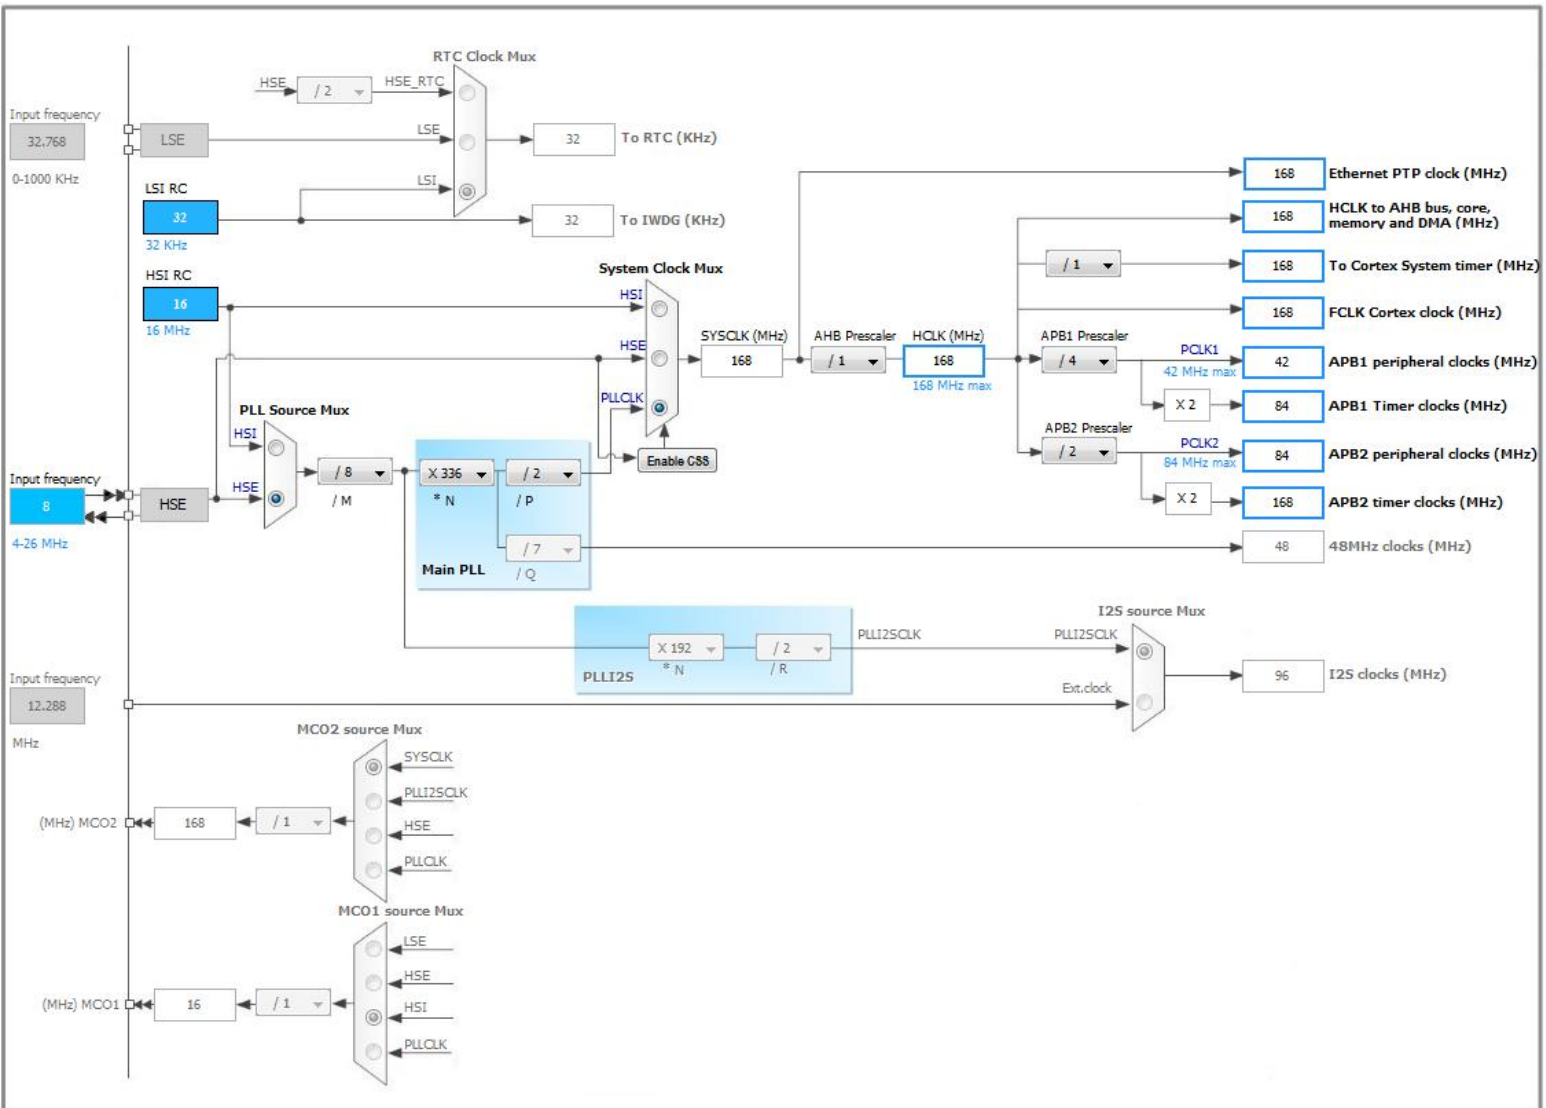 RTC Clock Mux
HSE
/ 2
HSE_RTC
Input frequency
32.768
0-1000 KHz
LSE
LSE
32
To RTC (KHz)
LSI
LSI RC
32
32 KHz
32
To IWDG (KHz)
168
Ethernet PTP clock (MHz)
168
HCLK to AHB bus, core,
memory and DMA (MHz)
/ 1
168
To Cortex System timer (MHz)
168
FCLK Cortex clock (MHz)
HSI RC
16
16 MHz
System Clock Mux
HSI
HSE
PLLCLK
SYSCLK (MHz)
168
AHB Prescaler
/ 1
HCLK (MHz)
168
168 MHz max
APB1 Prescaler
/ 4
PCLK1
42 MHz max
42
APB1 peripheral clocks (MHz)
X 2
84
APB1 Timer clocks (MHz)
APB2 Prescaler
/ 2
PCLK2
84 MHz max
84
APB2 peripheral clocks (MHz)
X 2
168
APB2 timer clocks (MHz)
PLL Source Mux
HSI
HSE
Input frequency
8
4-26 MHz
HSE
/ 8
/ M
X 336
* N
/ 2
/ P
/ 7
/ Q
Main PLL
Enable CSS
48
48MHz clocks (MHz)
PLLI2S
X 192
* N
/ 2
/ R
PLLI2SCLK
I2S source Mux
PLLI2SCLK
Ext.clock
96
I2S clocks (MHz)
Input frequency
12.288
MHz
MCO2 source Mux
SYSCLK
PLLI2SCLK
HSE
PLLCLK
(MHz) MCO2
168
/ 1
MCO1 source Mux
LSE
HSE
HSI
PLLCLK
(MHz) MCO1
16
/ 1